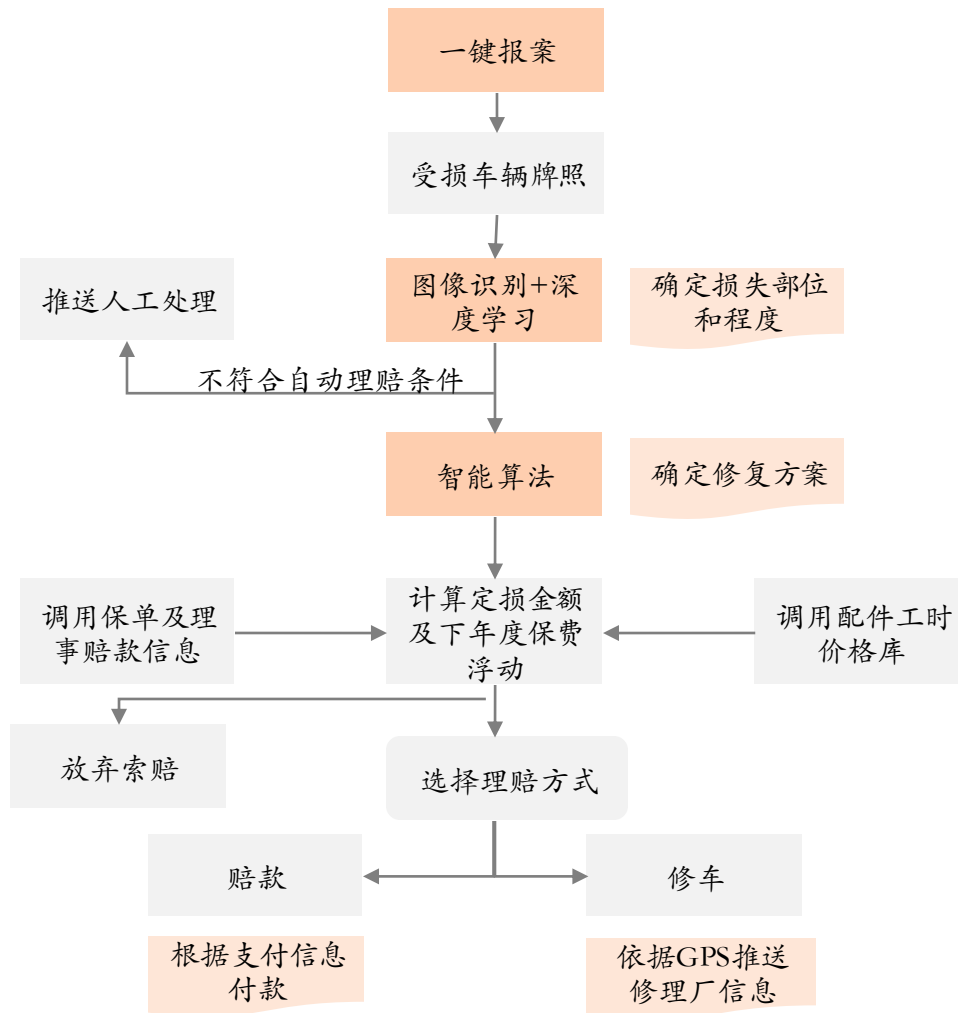 一键报案
受损车辆牌照
推送人工处理
图像识别+深
度学习
确定损失部位
和程度
不符合自动理赔条件
智能算法
确定修复方案
调用保单及理
事赔款信息
计算定损金额
及下年度保费
浮动
调用配件工时
价格库
放弃索赔
选择理赔方式
赔款
修车
根据支付信息
付款
依据GPS推送
修理厂信息